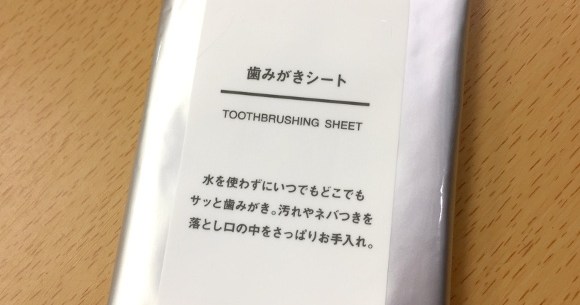 歯みがきシート
TOOTHBRUSHING SHEET
水を使わずにいつでもどこでも
サッと歯みがき。汚れやネバつきを
落とし口の中をさっぱりお手入れ。